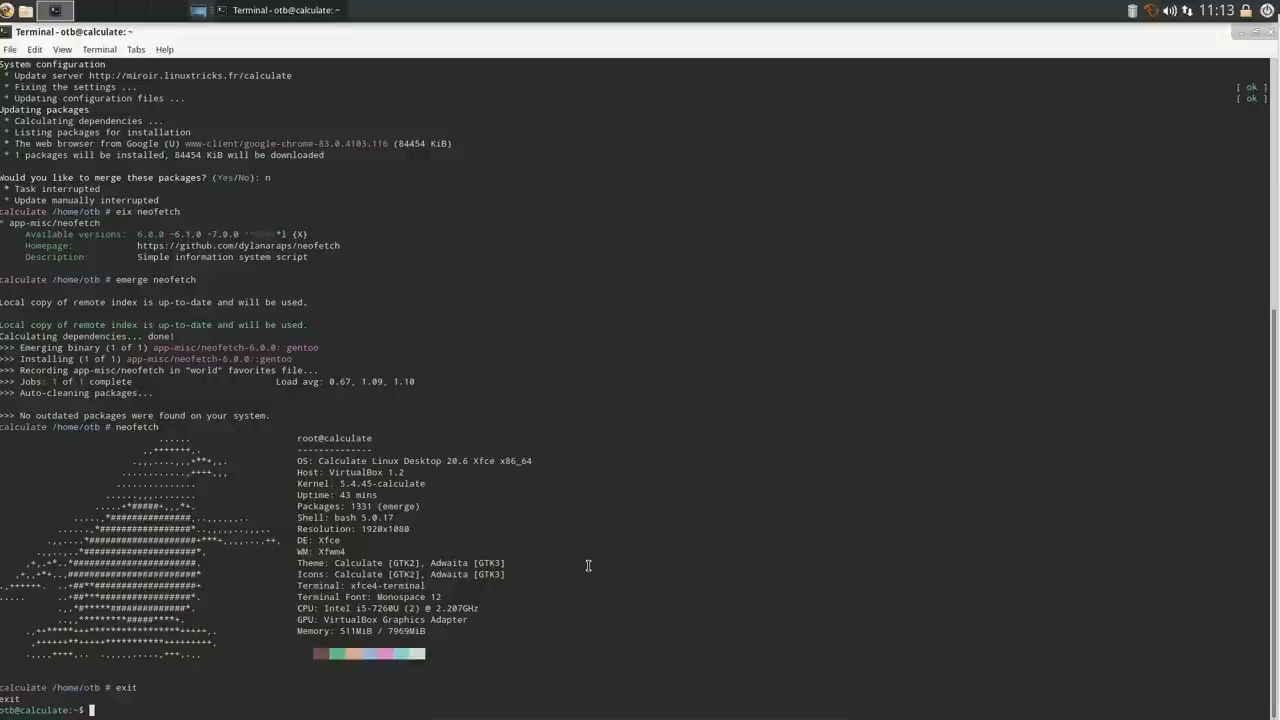 Terminal - otb@calculate: ~
11:13
Terminal - otb@calculate: ~
File Edit View Terminal Tabs Help
System configuration
* Update server http://miroir.linuxtricks.fr/calculate
* Fixing the settings ... [ ok ]
* Updating configuration files ... [ ok ]
Updating packages
* Calculating dependencies ...
* Listing packages for installation
* The web browser from Google (U) www-client/google-chrome-83.0.4103.116 (84454 KiB)
* 1 packages will be installed, 84454 KiB will be downloaded
Would you like to merge these packages? (Yes/No): n
* Task interrupted
* Update manually interrupted
calculate /home/otb # eix neofetch
* app-misc/neofetch
Available versions: 6.0.0 ~6.1.0 ~7.0.0 *l {X}
Homepage: https://github.com/dylanaraps/neofetch
Description: Simple information system script
calculate /home/otb # emerge neofetch
Local copy of remote index is up-to-date and will be used.
Local copy of remote index is up-to-date and will be used.
Calculating dependencies... done!
>>> Emerging binary (1 of 1) app-misc/neofetch-6.0.0::gentoo
>>> Installing (1 of 1) app-misc/neofetch-6.0.0::gentoo
>>> Recording app-misc/neofetch in "world" favorites file...
>>> Jobs: 1 of 1 complete Load avg: 0.67, 1.09, 1.10
>>> Auto-cleaning packages...
>>> No outdated packages were found on your system.
calculate /home/otb # neofetch
root@calculate
--------------
OS: Calculate Linux Desktop 20.6 Xfce x86_64
Host: VirtualBox 1.2
Kernel: 5.4.45-calculate
Uptime: 43 mins
Packages: 1331 (emerge)
Shell: bash 5.0.17
Resolution: 1920x1080
DE: Xfce
WM: Xfwm4
Theme: Calculate [GTK2], Adwaita [GTK3]
Icons: Calculate [GTK2], Adwaita [GTK3]
Terminal: xfce4-terminal
Terminal Font: Monospace 12
CPU: Intel i5-7260U (2) @ 2.207GHz
GPU: VirtualBox Graphics Adapter
Memory: 511MiB / 7969MiB
calculate /home/otb # exit
exit
otb@calculate:~$